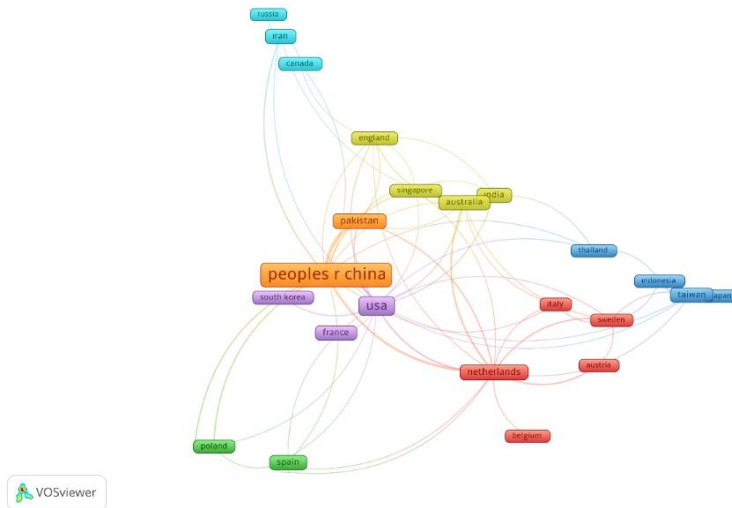 russia
iran
canada
england
singapore
india
australia
pakistan
thailand
peoples r china
indonesia
south korea
taiwan
japan
usa
italy
sweden
france
austria
netherlands
belgium
poland
spain
VOSviewer